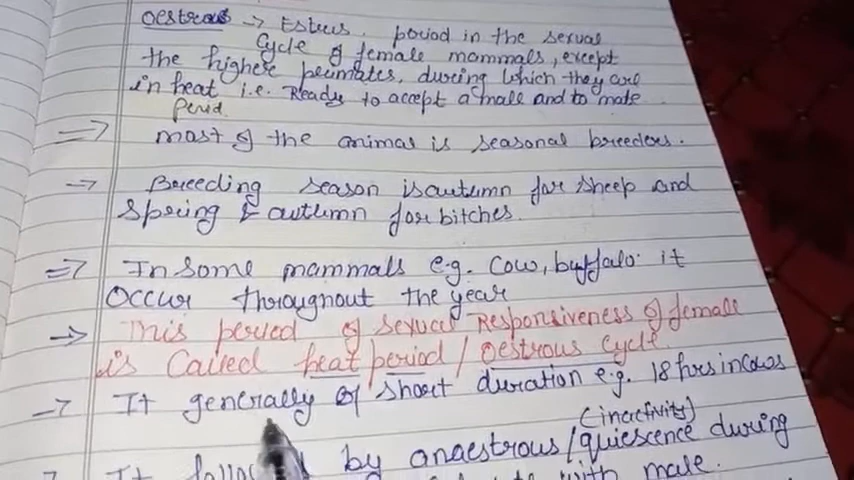 oestrous → Estrus, period in the sexual
Cycle of female mammals, except
the higher primates, during which they are
in heat i.e. Ready to accept a male and to mate
Perid.
⇒ most of the animas is seasonal breeders.
→ Breeding season is autumn for sheep and
Spring & autumn for bitches.
⇒ In some mammals e.g. Cow, buffalo it
Occur throughout the year
→ This period of sexual Responsiveness of female
is Called heat period / Oestrous Cycle.
→ It generally of short duration e.g. 18 hrs in cows
(inactivity)
It by anaestrous / quiescence during
with male.